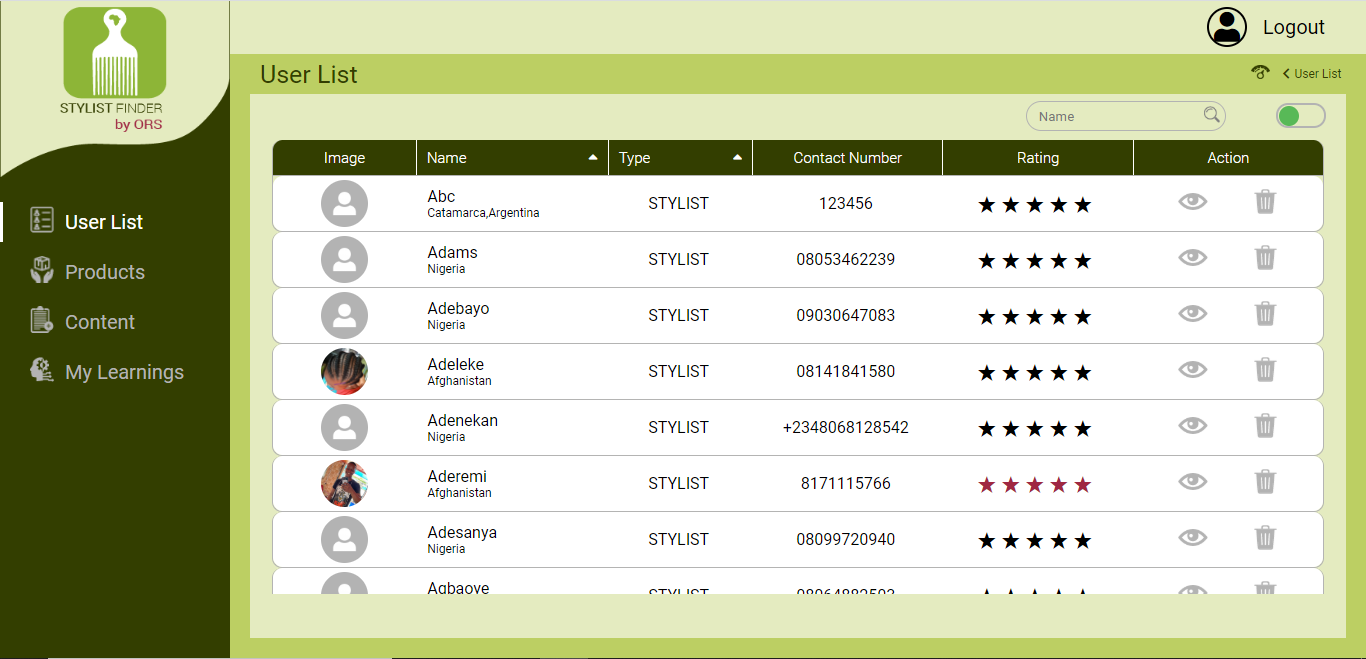 STYLIST FINDER
by ORS
Logout
User List
User List
Name
User List
Products
Content
My Learnings
Image Name Type Contact Number Rating Action
Abc
Catamarca,Argentina
STYLIST 123456
Adams
Nigeria
STYLIST 08053462239
Adebayo
Nigeria
STYLIST 09030647083
Adeleke
Afghanistan
STYLIST 08141841580
Adenekan
Nigeria
STYLIST +2348068128542
Aderemi
Afghanistan
STYLIST 8171115766
Adesanya
Nigeria
STYLIST 08099720940
Agbaoye
STYLIST